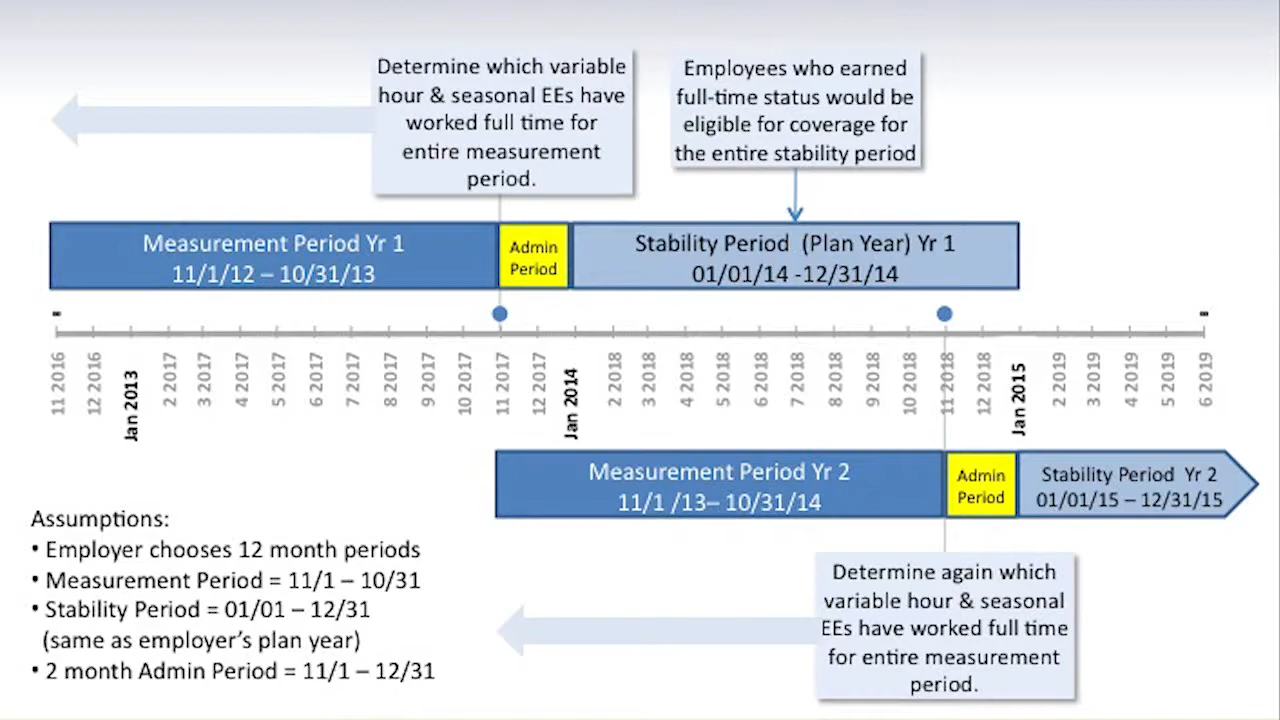 Determine which variable
hour & seasonal EEs have
worked full time for
entire measurement
period.
Employees who earned
full-time status would be
eligible for coverage for
the entire stability period
Measurement Period Yr 1
11/1/12 – 10/31/13
Admin
Period
Stability Period (Plan Year) Yr 1
01/01/14 -12/31/14
11 2016
12 2016
Jan 2013
2 2017
3 2017
4 2017
5 2017
6 2017
7 2017
8 2017
9 2017
10 2017
11 2017
12 2017
Jan 2014
2 2018
3 2018
4 2018
5 2018
6 2018
7 2018
8 2018
9 2018
10 2018
11 2018
12 2018
Jan 2015
2 2019
3 2019
4 2019
5 2019
6 2019
Measurement Period Yr 2
11/1 /13– 10/31/14
Admin
Period
Stability Period Yr 2
01/01/15 – 12/31/15
Assumptions:
• Employer chooses 12 month periods
• Measurement Period = 11/1 – 10/31
• Stability Period = 01/01 – 12/31
(same as employer's plan year)
• 2 month Admin Period = 11/1 – 12/31
Determine again which
variable hour & seasonal
EEs have worked full time
for entire measurement
period.